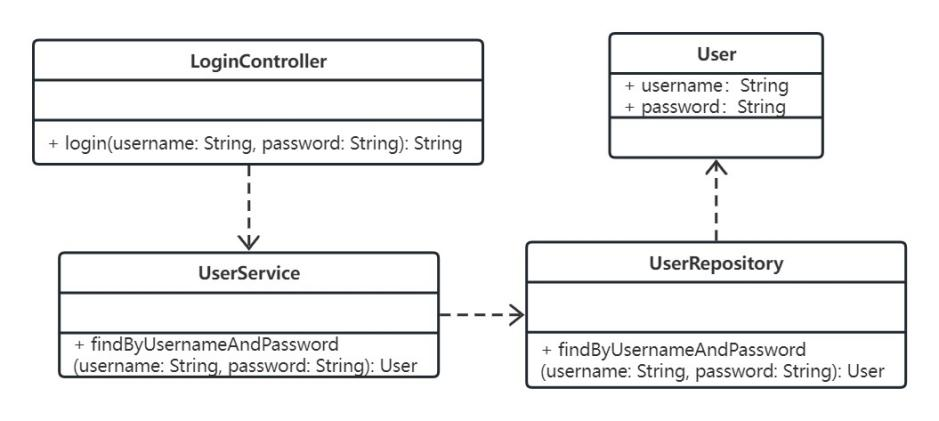 LoginController
+ login(username: String, password: String): String
User
+ username： String
+ password： String
UserService
+ findByUsernameAndPassword
(username: String, password: String): User
UserRepository
+ findByUsernameAndPassword
(username: String, password: String): User